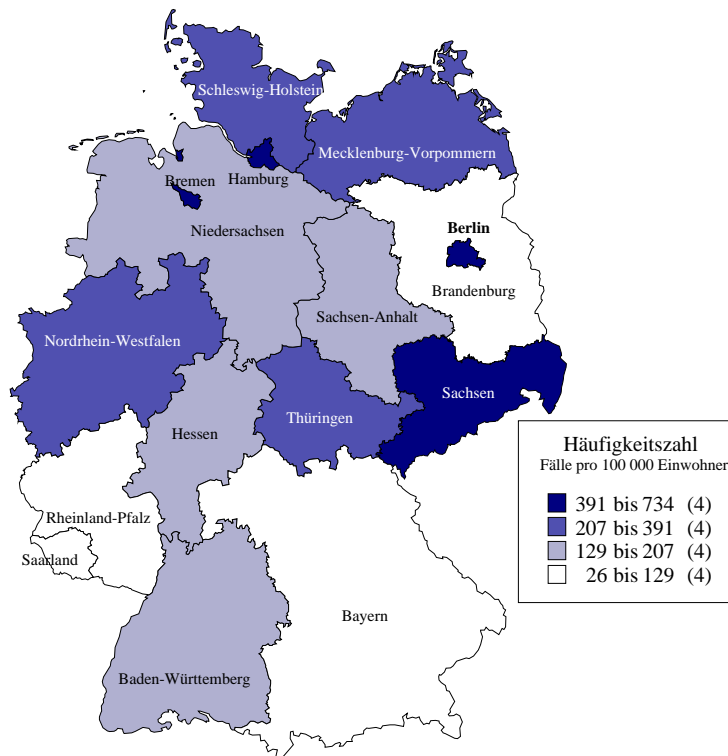 Schleswig-Holstein
Mecklenburg-Vorpommern
Bremen
Hamburg
Niedersachsen
Berlin
Brandenburg
Sachsen-Anhalt
Nordrhein-Westfalen
Sachsen
Thüringen
Hessen
Rheinland-Pfalz
Saarland
Bayern
Baden-Württemberg
Häufigkeitszahl
Fälle pro 100 000 Einwohner
391 bis 734 (4)
207 bis 391 (4)
129 bis 207 (4)
26 bis 129 (4)